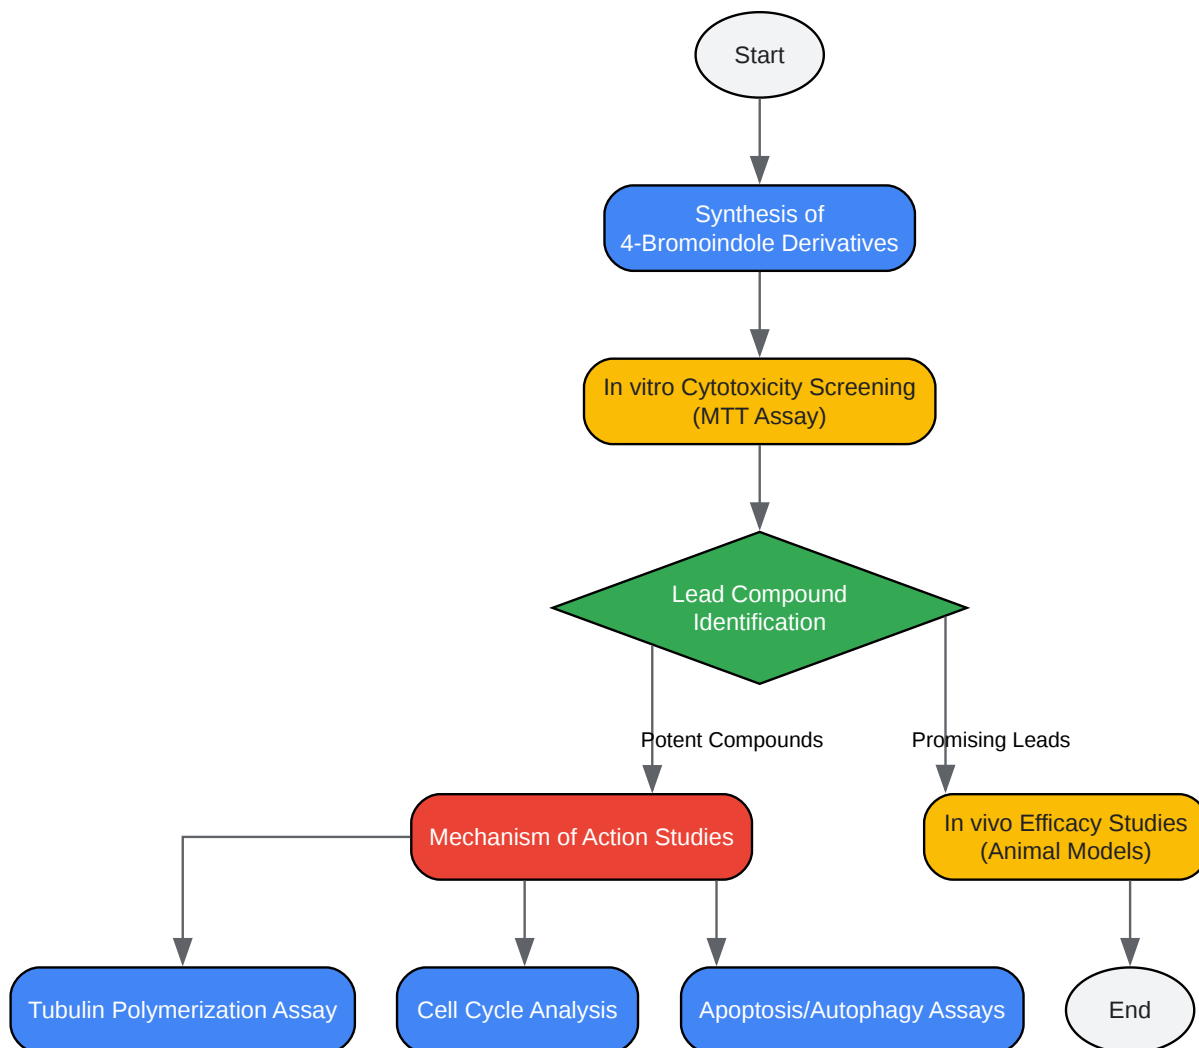 Start
Synthesis of
4-Bromoindole Derivatives
In vitro Cytotoxicity Screening
(MTT Assay)
Lead Compound
Identification
Potent Compounds
Promising Leads
Mechanism of Action Studies
In vivo Efficacy Studies
(Animal Models)
Tubulin Polymerization Assay
Cell Cycle Analysis
Apoptosis/Autophagy Assays
End